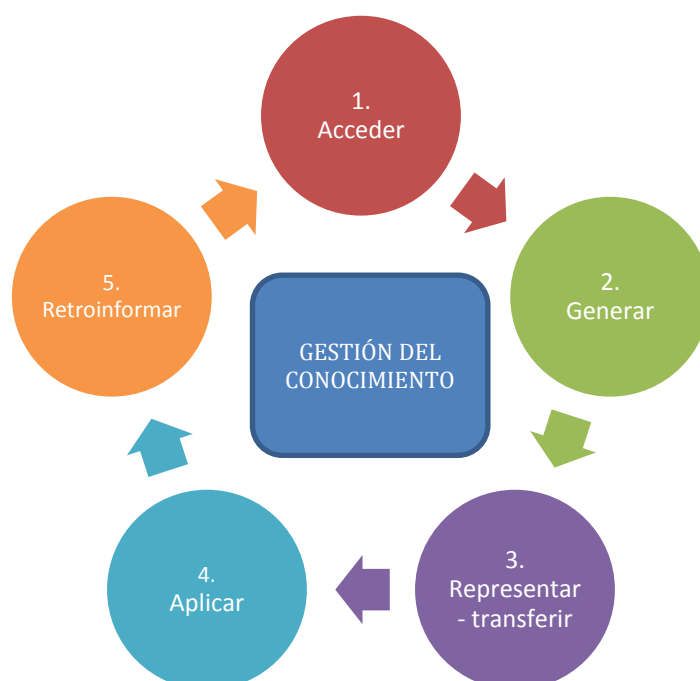 1.
Acceder
2.
Generar
3.
Representar
- transferir
4.
Aplicar
5.
Retroinformar
GESTIÓN DEL
CONOCIMIENTO